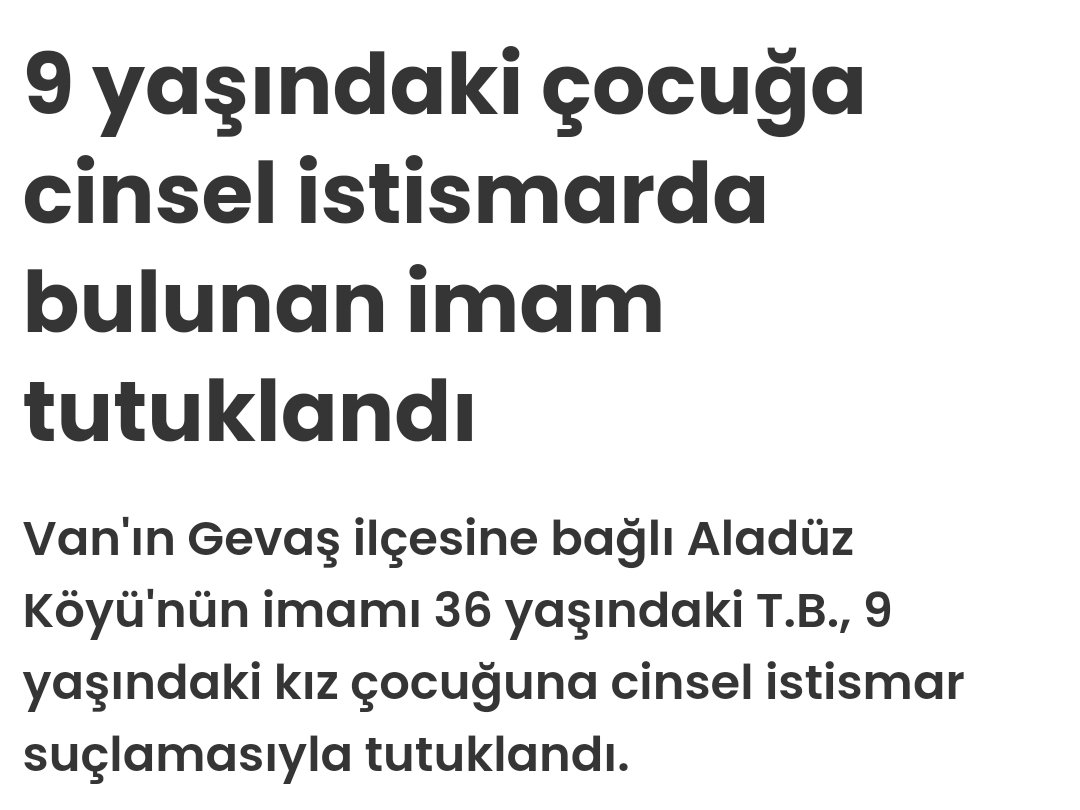 9 yaşındaki çocuğa
cinsel istismarda
bulunan imam
tutuklandı
Van'ın Gevaş ilçesine bağlı Aladüz
Köyü'nün imamı 36 yaşındaki T.B., 9
yaşındaki kız çocuğuna cinsel istismar
suçlamasıyla tutuklandı.